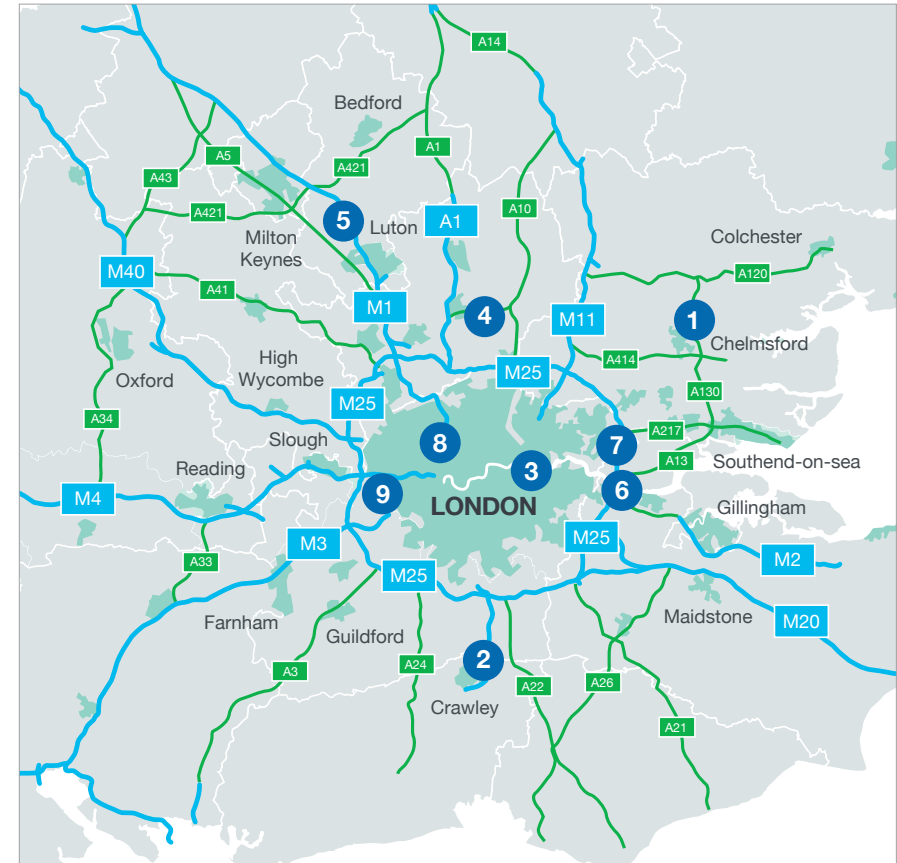 A14
Bedford
A1
A5
A421
A43
A421
A10
5
Luton
A1
Milton
Keynes
Colchester
M40
A120
A41
M1
4
M11
1
Chelmsford
High
Wycombe
A414
M25
Oxford
M25
A130
A34
8
7
A217
Slough
3
A13
Southend-on-sea
Reading
M4
9
LONDON
6
Gillingham
M3
M25
M2
A33
M25
Farnham
Guildford
Maidstone
M20
A3
A24
2
A22
A26
Crawley
A21